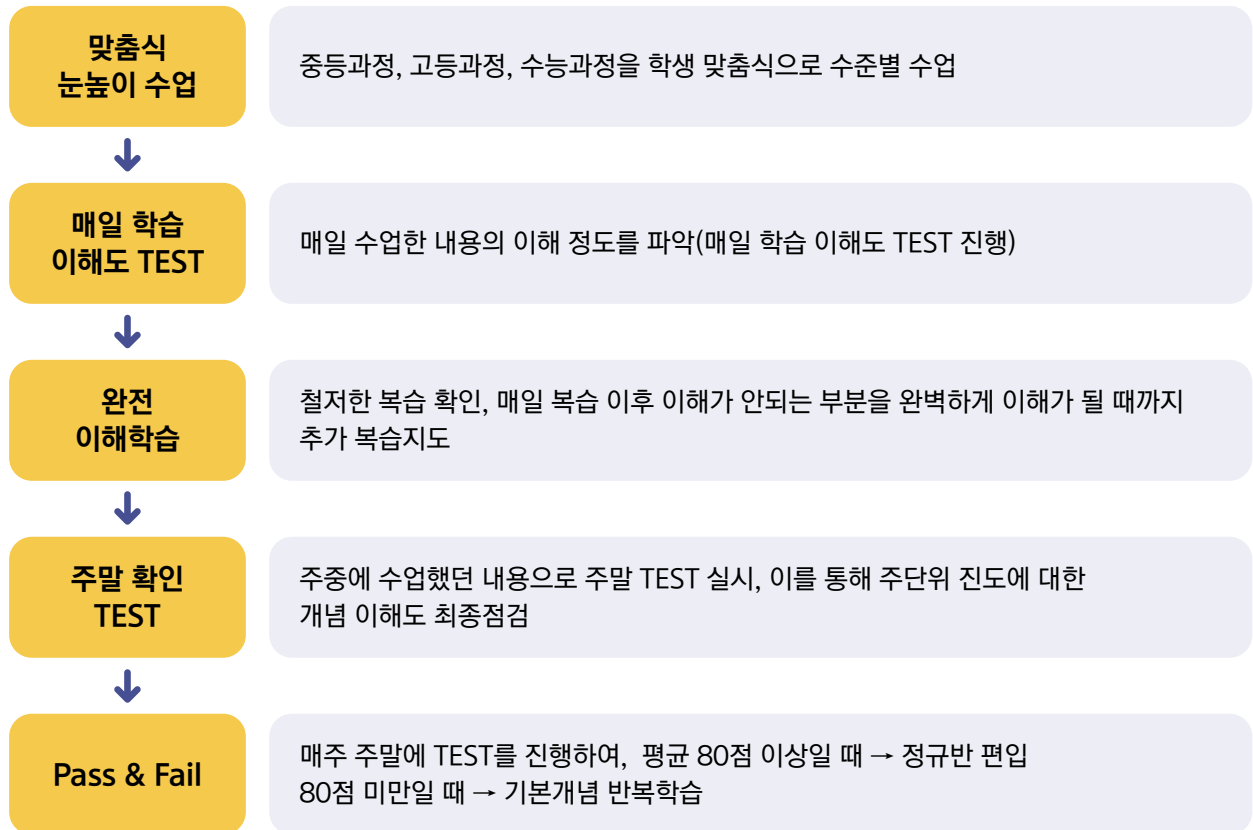 맞춤식
눈높이 수업
중등과정, 고등과정, 수능과정을 학생 맞춤식으로 수준별 수업
매일 학습
이해도 TEST
매일 수업한 내용의 이해 정도를 파악(매일 학습 이해도 TEST 진행)
완전
이해학습
철저한 복습 확인, 매일 복습 이후 이해가 안되는 부분을 완벽하게 이해가 될 때까지
추가 복습지도
주말 확인
TEST
주중에 수업했던 내용으로 주말 TEST 실시, 이를 통해 주단위 진도에 대한
개념 이해도 최종점검
Pass & Fail
매주 주말에 TEST를 진행하여, 평균 80점 이상일 때 → 정규반 편입
80점 미만일 때 → 기본개념 반복학습